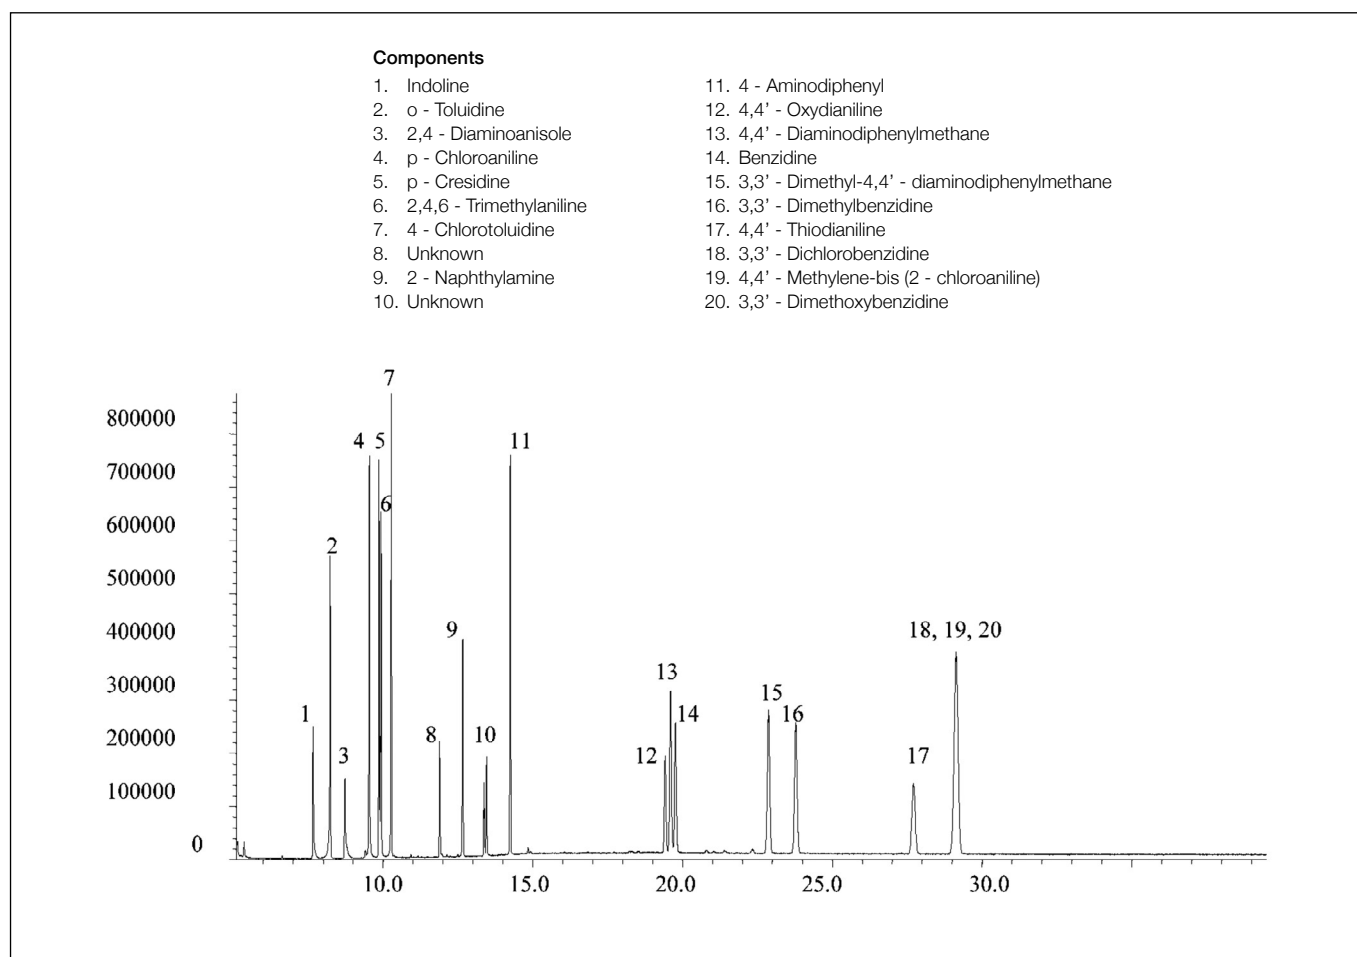 Components
1. Indoline
2. o - Toluidine
3. 2,4 - Diaminoanisole
4. p - Chloroaniline
5. p - Cresidine
6. 2,4,6 - Trimethylaniline
7. 4 - Chlorotoluidine
8. Unknown
9. 2 - Naphthylamine
10. Unknown
11. 4 - Aminodiphenyl
12. 4,4’ - Oxydianiline
13. 4,4’ - Diaminodiphenylmethane
14. Benzidine
15. 3,3’ - Dimethyl-4,4’ - diaminodiphenylmethane
16. 3,3’ - Dimethylbenzidine
17. 4,4’ - Thiodianiline
18. 3,3’ - Dichlorobenzidine
19. 4,4’ - Methylene-bis (2 - chloroaniline)
20. 3,3’ - Dimethoxybenzidine
7
800000
4 5 11
700000
6
600000
2
500000
400000
9 18, 19, 20
300000
13
15
1 14 16
200000
8 10
3 12 17
100000
0
10.0 15.0 20.0 25.0 30.0